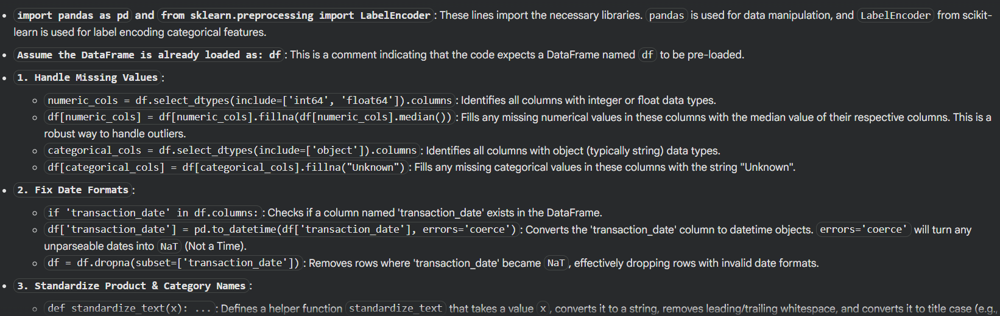 import pandas as pd and from sklearn.preprocessing import LabelEncoder: These lines import the necessary libraries. pandas is used for data manipulation, and LabelEncoder from scikit-
learn is used for label encoding categorical features.
Assume the DataFrame is already loaded as: df: This is a comment indicating that the code expects a DataFrame named df to be pre-loaded.
1. Handle Missing Values:
numeric_cols = df.select_dtypes(include=['int64', 'float64']).columns: Identifies all columns with integer or float data types.
df[numeric_cols] = df[numeric_cols].fillna(df[numeric_cols].median()): Fills any missing numerical values in these columns with the median value of their respective columns. This is a
robust way to handle outliers.
categorical_cols = df.select_dtypes(include=['object']).columns: Identifies all columns with object (typically string) data types.
df[categorical_cols] = df[categorical_cols].fillna("Unknown"): Fills any missing categorical values in these columns with the string "Unknown".
2. Fix Date Formats:
if 'transaction_date' in df.columns:: Checks if a column named 'transaction_date' exists in the DataFrame.
df['transaction_date'] = pd.to_datetime(df['transaction_date'], errors='coerce'): Converts the 'transaction_date' column to datetime objects. errors='coerce' will turn any
unparseable dates into NaT (Not a Time).
df = df.dropna(subset=['transaction_date']): Removes rows where 'transaction_date' became NaT, effectively dropping rows with invalid date formats.
3. Standardize Product & Category Names:
def standardize_text(x): ...: Defines a helper function standardize_text that takes a value x, converts it to a string, removes leading/trailing whitespace, and converts it to title case (e.g.,